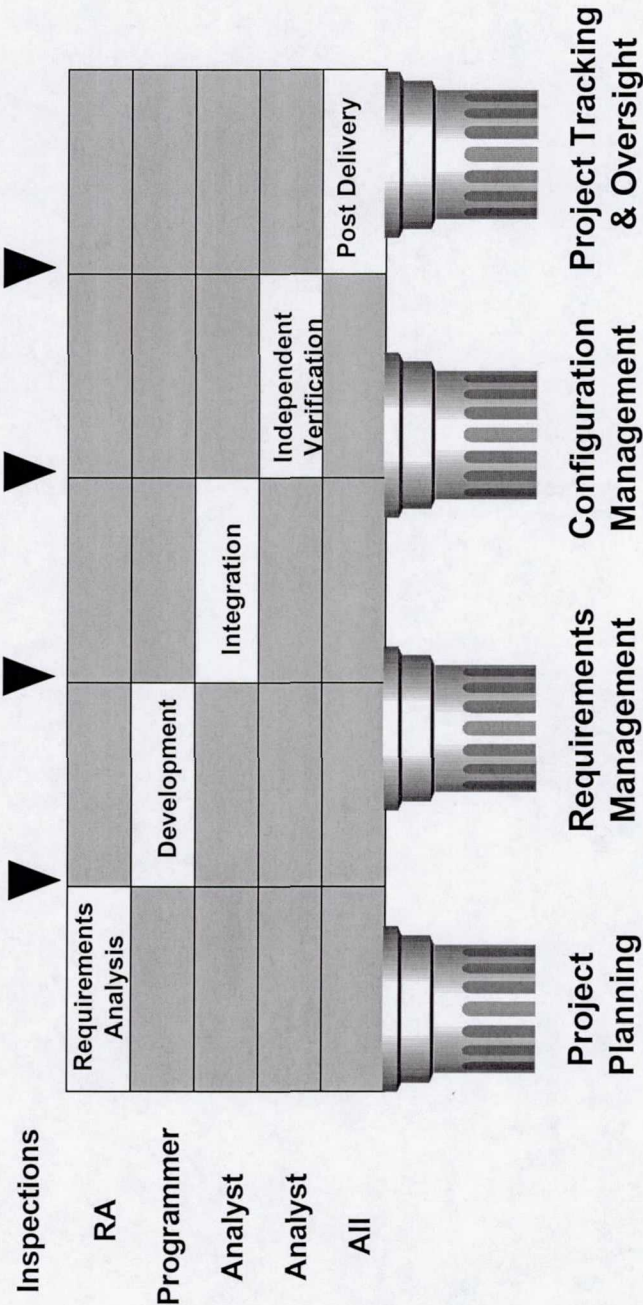 Inspections
RA
Requirements
Analysis
Programmer
Development
Analyst
Integration
Analyst
Independent
Verification
All
Post Delivery
Project
Planning
Requirements
Management
Configuration
Management
Project Tracking
& Oversight